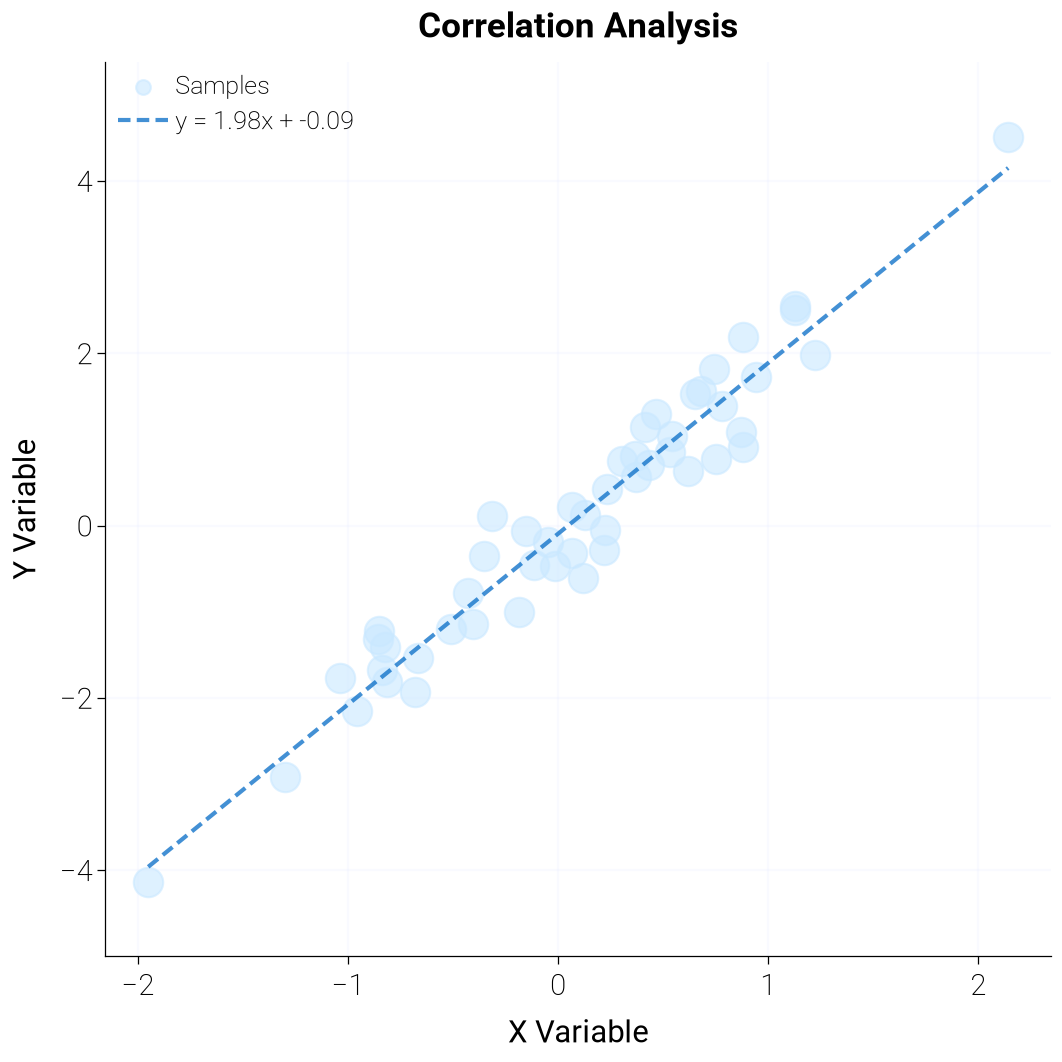 Correlation Analysis
Samples
y = 1.98x + -0.09
4
2
0
−2
−4
Y Variable
−2
−1
0
1
2
X Variable